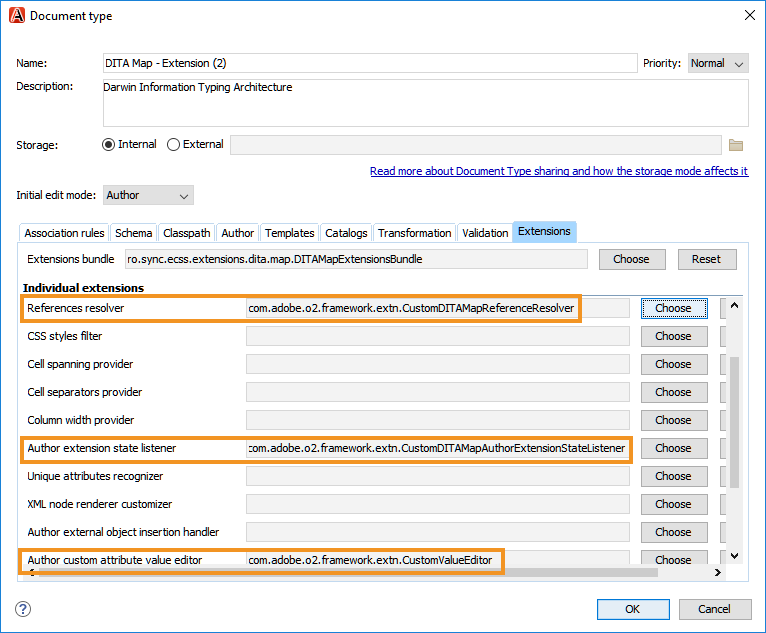 Document type
Name: DITA Map - Extension (2) Priority: Normal
Description: Darwin Information Typing Architecture
Storage: Internal External
Read more about Document Type sharing and how the storage mode affects it
Initial edit mode: Author
Association rules Schema Classpath Author Templates Catalogs Transformation Validation Extensions
Extensions bundle ro.sync.ecss.extensions.dita.map.DITAMapExtensionsBundle Choose Reset
Individual extensions
References resolver com.adobe.o2.framework.extn.CustomDITAMapReferenceResolver Choose
CSS styles filter Choose
Cell spanning provider Choose
Cell separators provider Choose
Column width provider Choose
Author extension state listener com.adobe.o2.framework.extn.CustomDITAMapAuthorExtensionStateListener Choose
Unique attributes recognizer Choose
XML node renderer customizer Choose
Author external object insertion handler Choose
Author custom attribute value editor com.adobe.o2.framework.extn.CustomValueEditor Choose
? OK Cancel